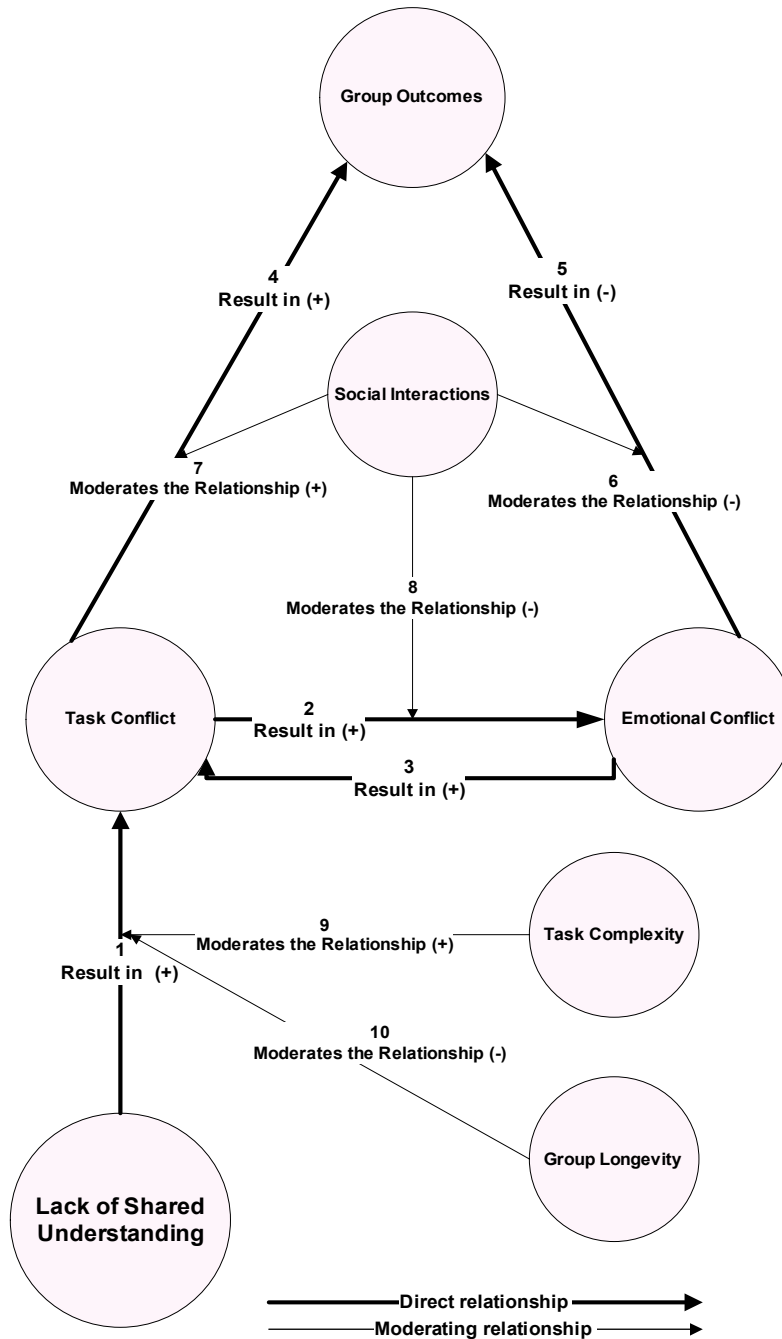 Group Outcomes
4
Result in (+)
5
Result in (-)
Social Interactions
7
Moderates the Relationship (+)
6
Moderates the Relationship (-)
8
Moderates the Relationship (-)
Task Conflict
2
Result in (+)
Emotional Conflict
3
Result in (+)
9
Moderates the Relationship (+)
Task Complexity
1
Result in (+)
10
Moderates the Relationship (-)
Group Longevity
Lack of Shared
Understanding
Direct relationship
Moderating relationship